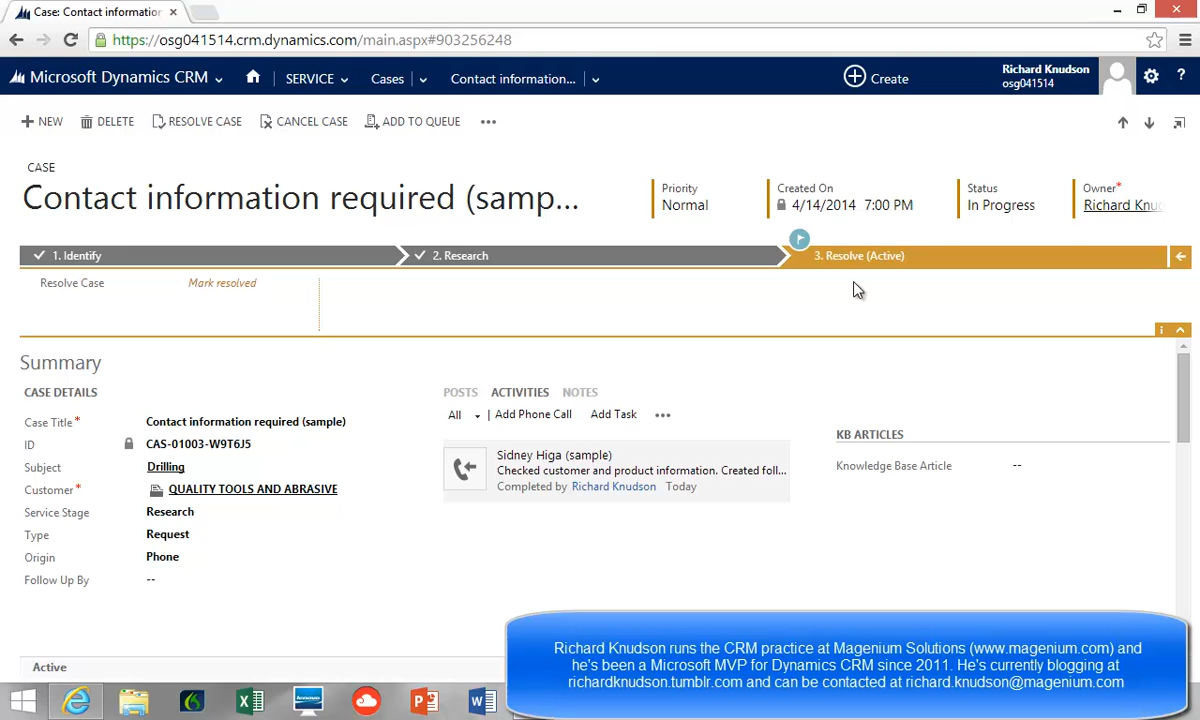 Case: Contact information
https://osg041514.crm.dynamics.com/main.aspx#903256248
Microsoft Dynamics CRM
SERVICE
Cases
Contact information...
Create
Richard Knudson
osg041514
?
NEW
DELETE
RESOLVE CASE
CANCEL CASE
ADD TO QUEUE
CASE
Contact information required (samp...
Priority
Normal
Created On
4/14/2014 7:00 PM
Status
In Progress
Owner*
Richard Knu
1. Identify
2. Research
3. Resolve (Active)
Resolve Case
Mark resolved
i
Summary
CASE DETAILS
Case Title* Contact information required (sample)
ID CAS-01003-W9T6J5
Subject Drilling
Customer* QUALITY TOOLS AND ABRASIVE
Service Stage Research
Type Request
Origin Phone
Follow Up By --
POSTS ACTIVITIES NOTES
All | Add Phone Call Add Task
Sidney Higa (sample)
Checked customer and product information. Created foll...
Completed by Richard Knudson Today
KB ARTICLES
Knowledge Base Article --
Active
Richard Knudson runs the CRM practice at Magenium Solutions (www.magenium.com) and
he's been a Microsoft MVP for Dynamics CRM since 2011. He's currently blogging at
richardknudson.tumblr.com and can be contacted at richard.knudson@magenium.com